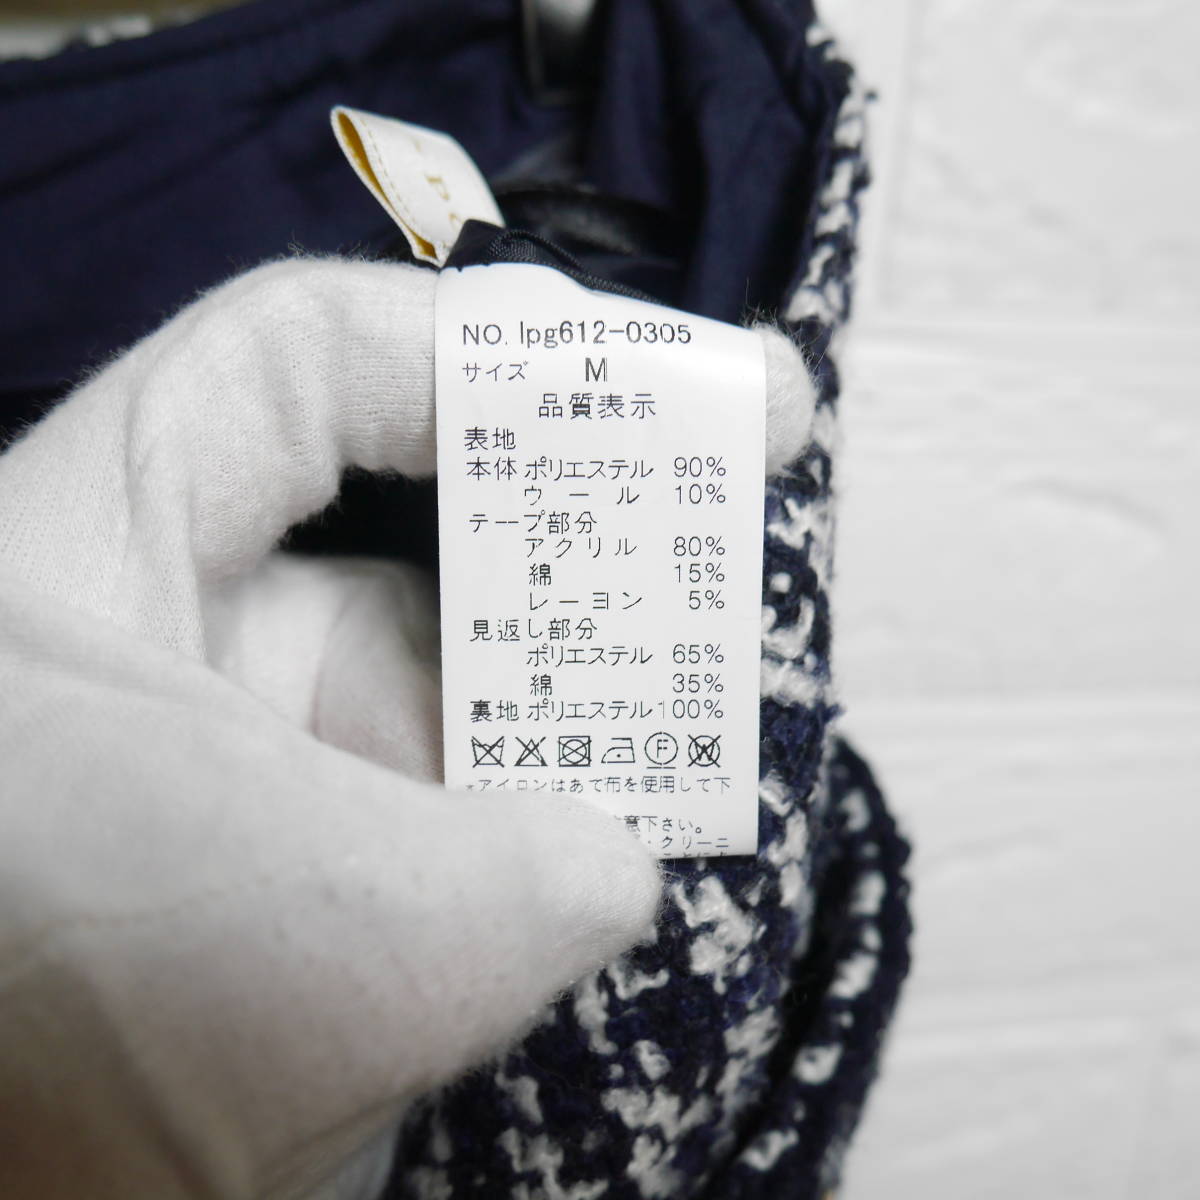 NO. lpg612-0305
サイズ M
品質表示
表地
本体 ポリエステル 90%
ウール 10%
テープ部分
アクリル 80%
綿 15%
レーヨン 5%
見返し部分
ポリエステル 65%
綿 35%
裏地 ポリエステル 100%
F W
*アイロンはあて布を使用して下
意下さい。
・クリーニ